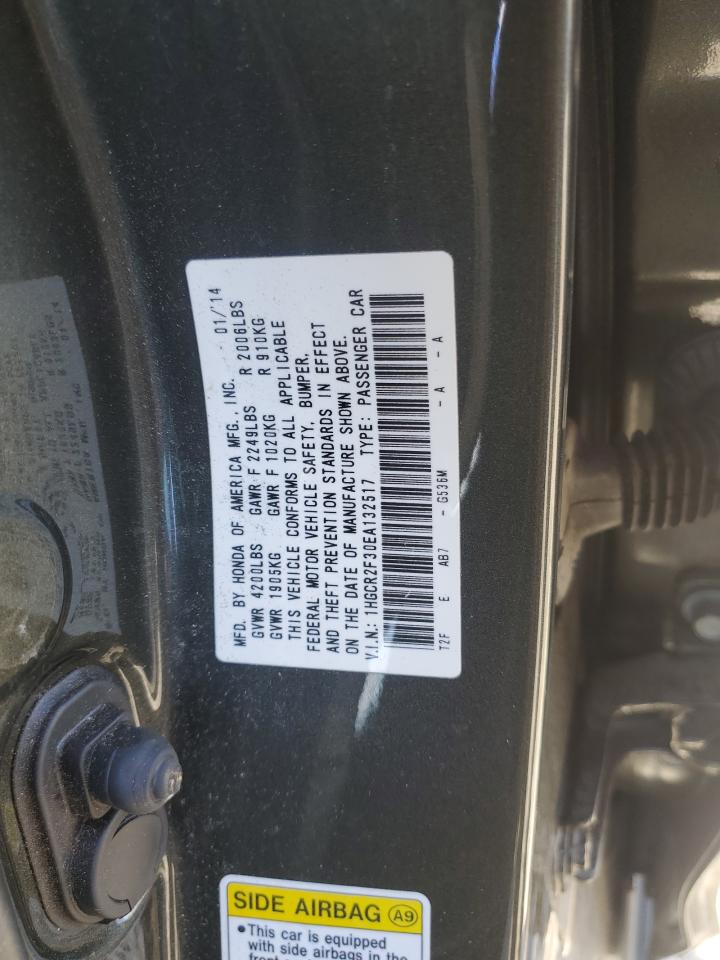 MFD. BY HONDA OF AMERICA MFG., INC. 01/'14
GVWR 4200LBS GAWR F 2249LBS R 2006LBS
GVWR 1905KG GAWR F 1020KG R 910KG
THIS VEHICLE CONFORMS TO ALL APPLICABLE
FEDERAL MOTOR VEHICLE SAFETY, BUMPER,
AND THEFT PREVENTION STANDARDS IN EFFECT
ON THE DATE OF MANUFACTURE SHOWN ABOVE.
V.I.N.: 1HGCR2F30EA132517 TYPE: PASSENGER CAR
T2F E AB7 - G536M - A - A
SIDE AIRBAG A9
•This car is equipped
with side airbags in the